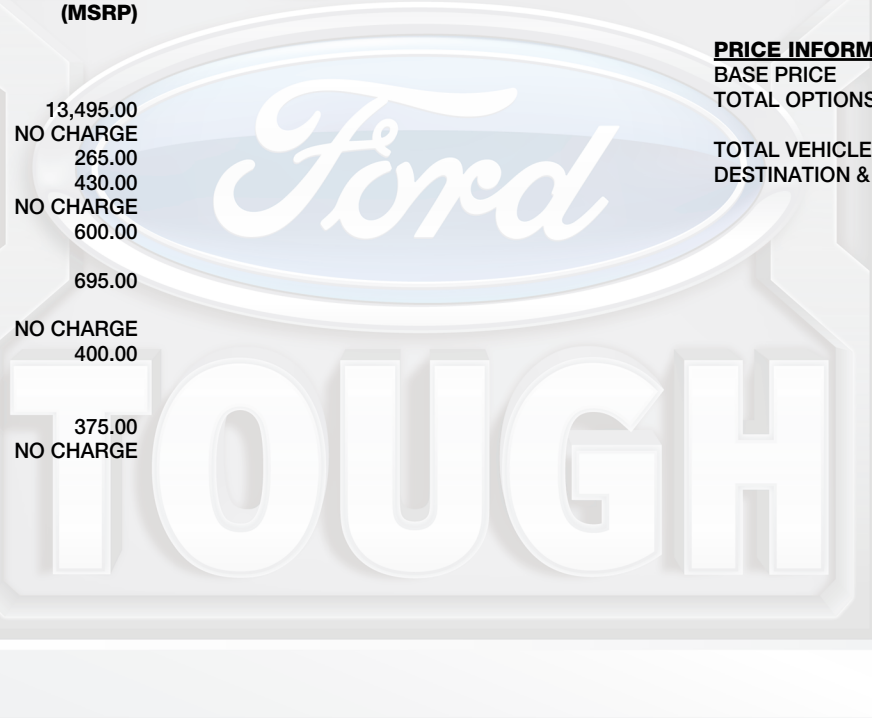 (MSRP)
13,495.00
NO CHARGE
265.00
430.00
NO CHARGE
600.00
695.00
NO CHARGE
400.00
375.00
NO CHARGE
PRICE INFORM
BASE PRICE
TOTAL OPTIONS
TOTAL VEHICLE
DESTINATION &
Ford
TOUGH